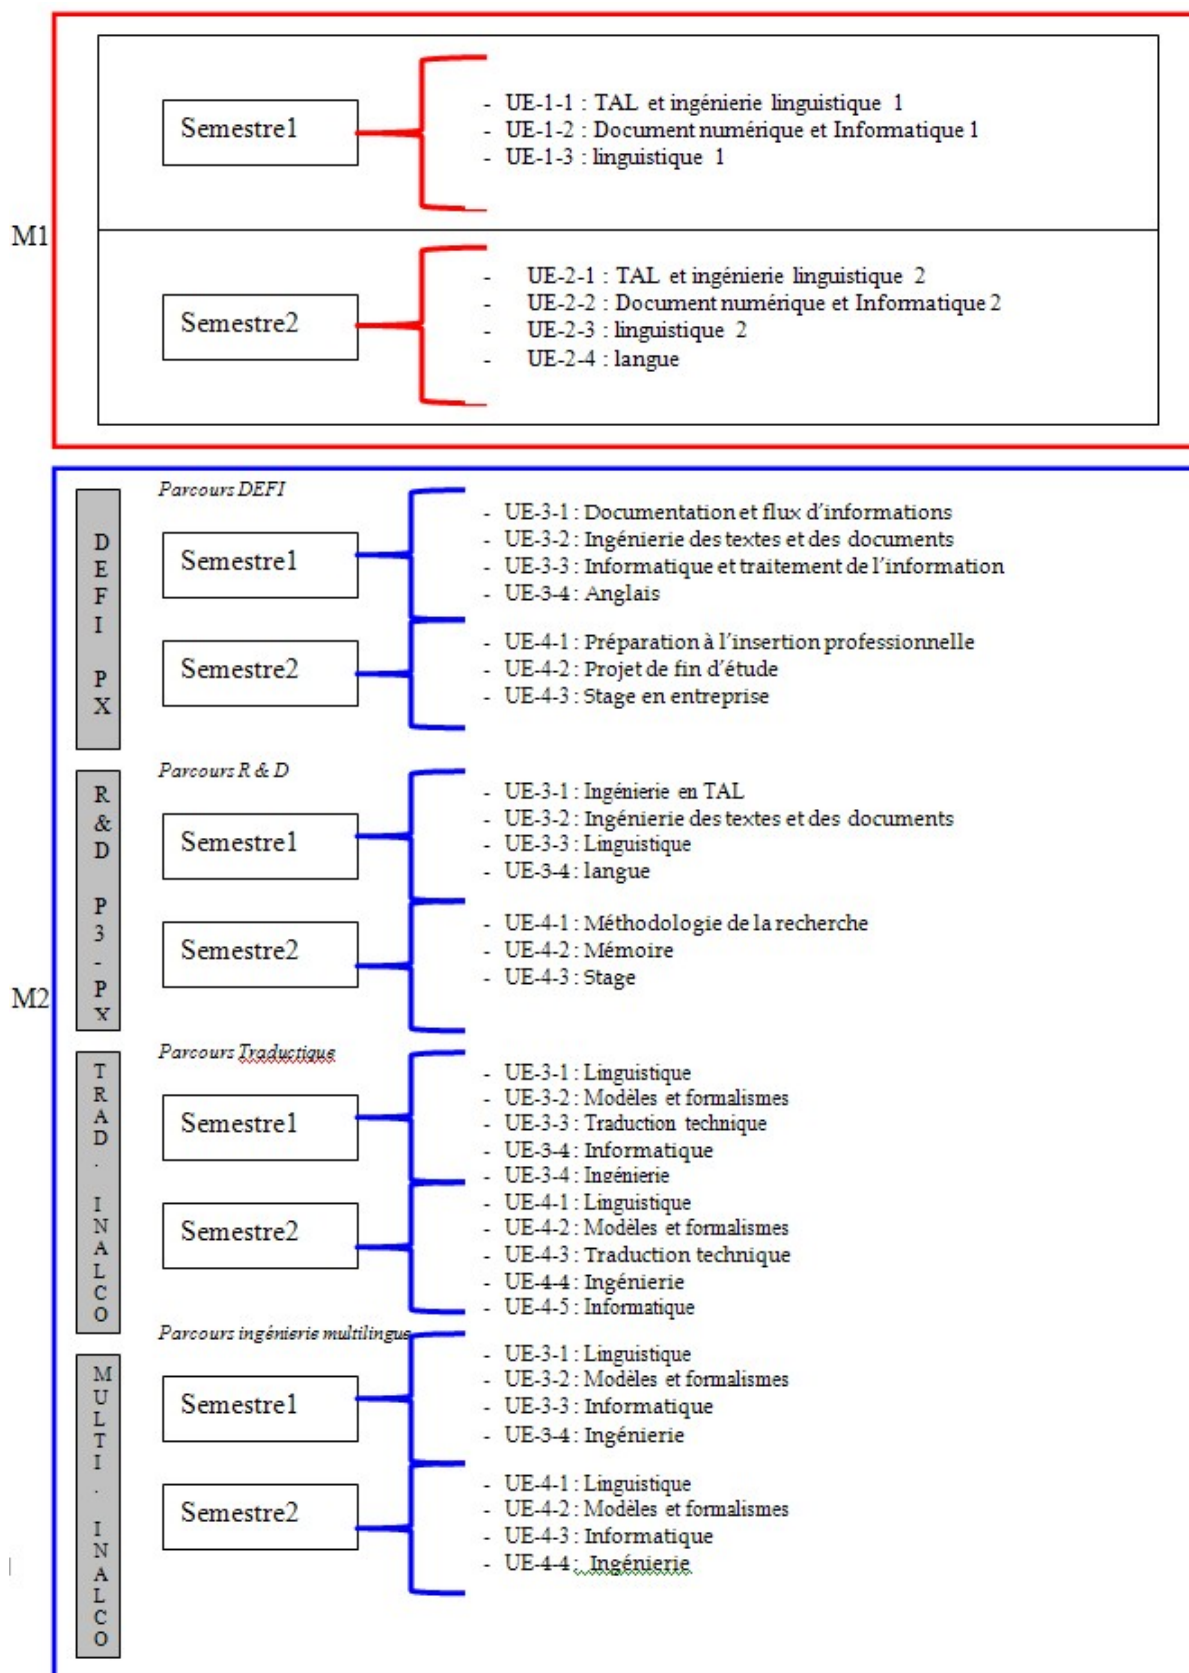 M1
Semestre1
- UE-1-1 : TAL et ingénierie linguistique 1
- UE-1-2 : Document numérique et Informatique 1
- UE-1-3 : linguistique 1
Semestre2
- UE-2-1 : TAL et ingénierie linguistique 2
- UE-2-2 : Document numérique et Informatique 2
- UE-2-3 : linguistique 2
- UE-2-4 : langue
M2
DEFI PX
Parcours DEFI
Semestre1
- UE-3-1 : Documentation et flux d’informations
- UE-3-2 : Ingénierie des textes et des documents
- UE-3-3 : Informatique et traitement de l’information
- UE-3-4 : Anglais
Semestre2
- UE-4-1 : Préparation à l’insertion professionnelle
- UE-4-2 : Projet de fin d’étude
- UE-4-3 : Stage en entreprise
R&D P3-PX
Parcours R & D
Semestre1
- UE-3-1 : Ingénierie en TAL
- UE-3-2 : Ingénierie des textes et des documents
- UE-3-3 : Linguistique
- UE-3-4 : langue
Semestre2
- UE-4-1 : Méthodologie de la recherche
- UE-4-2 : Mémoire
- UE-4-3 : Stage
TRAD. INALCO
Parcours Traductique
Semestre1
- UE-3-1 : Linguistique
- UE-3-2 : Modèles et formalismes
- UE-3-3 : Traduction technique
- UE-3-4 : Informatique
- UE-3-4 : Ingénierie
Semestre2
- UE-4-1 : Linguistique
- UE-4-2 : Modèles et formalismes
- UE-4-3 : Traduction technique
- UE-4-4 : Ingénierie
- UE-4-5 : Informatique
MULTI. INALCO
Parcours ingénierie multilingue
Semestre1
- UE-3-1 : Linguistique
- UE-3-2 : Modèles et formalismes
- UE-3-3 : Informatique
- UE-3-4 : Ingénierie
Semestre2
- UE-4-1 : Linguistique
- UE-4-2 : Modèles et formalismes
- UE-4-3 : Informatique
- UE-4-4 : Ingénierie